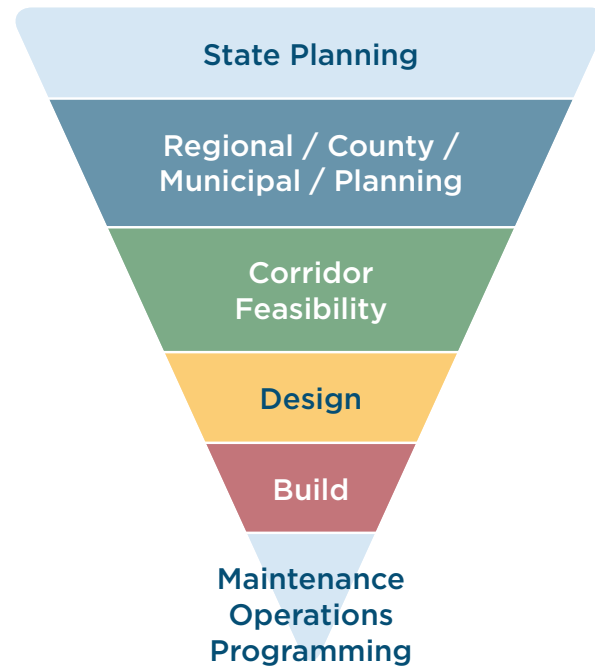 State Planning
Regional / County /
Municipal / Planning
Corridor
Feasibility
Design
Build
Maintenance
Operations
Programming